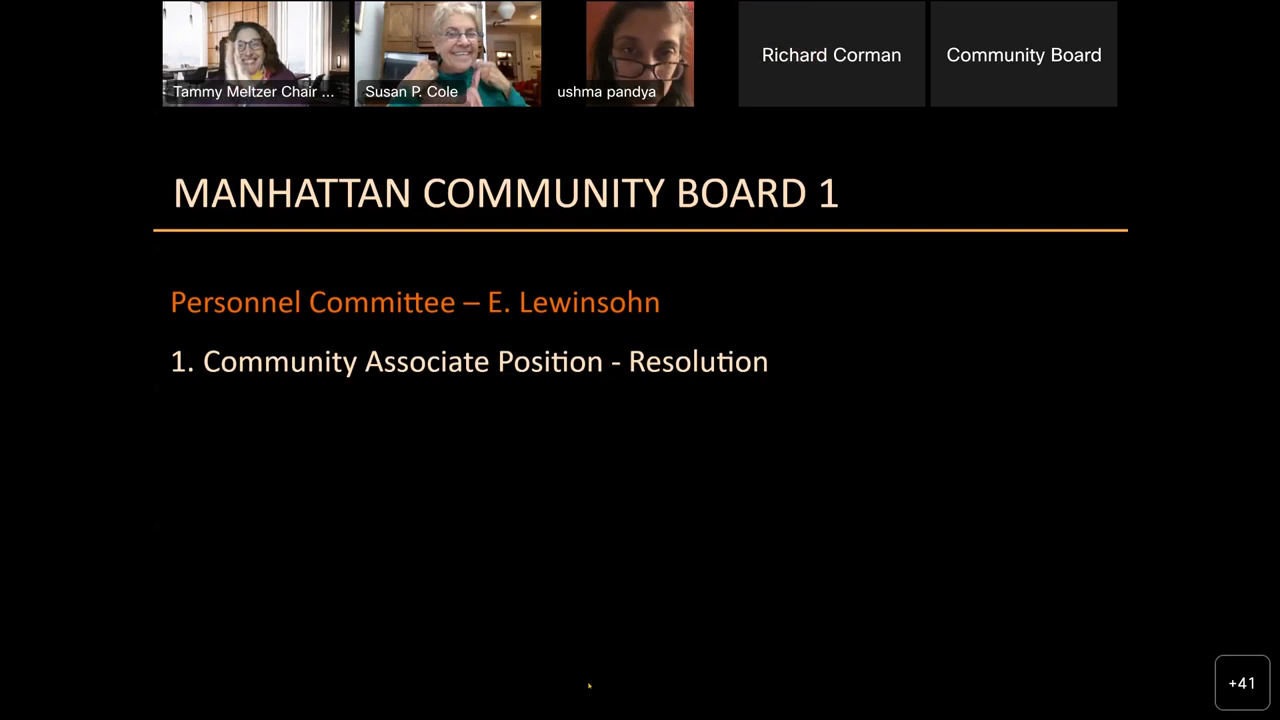 Tammy Meltzer Chair ...
Susan P. Cole
ushma pandya
Richard Corman
Community Board
MANHATTAN COMMUNITY BOARD 1
Personnel Committee – E. Lewinsohn
1. Community Associate Position - Resolution
+41